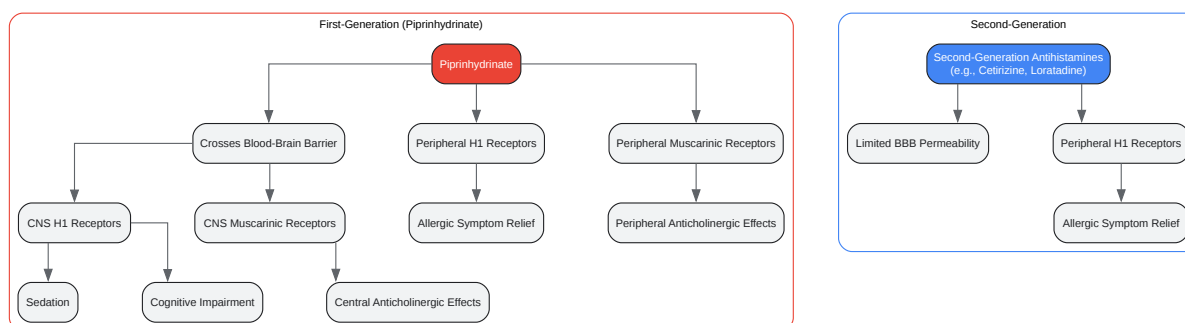 First-Generation (Piprinhydrinate)
Piprinhydrinate
Crosses Blood-Brain Barrier
Peripheral H1 Receptors
Peripheral Muscarinic Receptors
CNS H1 Receptors
CNS Muscarinic Receptors
Allergic Symptom Relief
Peripheral Anticholinergic Effects
Sedation
Cognitive Impairment
Central Anticholinergic Effects
Second-Generation
Second-Generation Antihistamines
(e.g., Cetirizine, Loratadine)
Limited BBB Permeability
Peripheral H1 Receptors
Allergic Symptom Relief